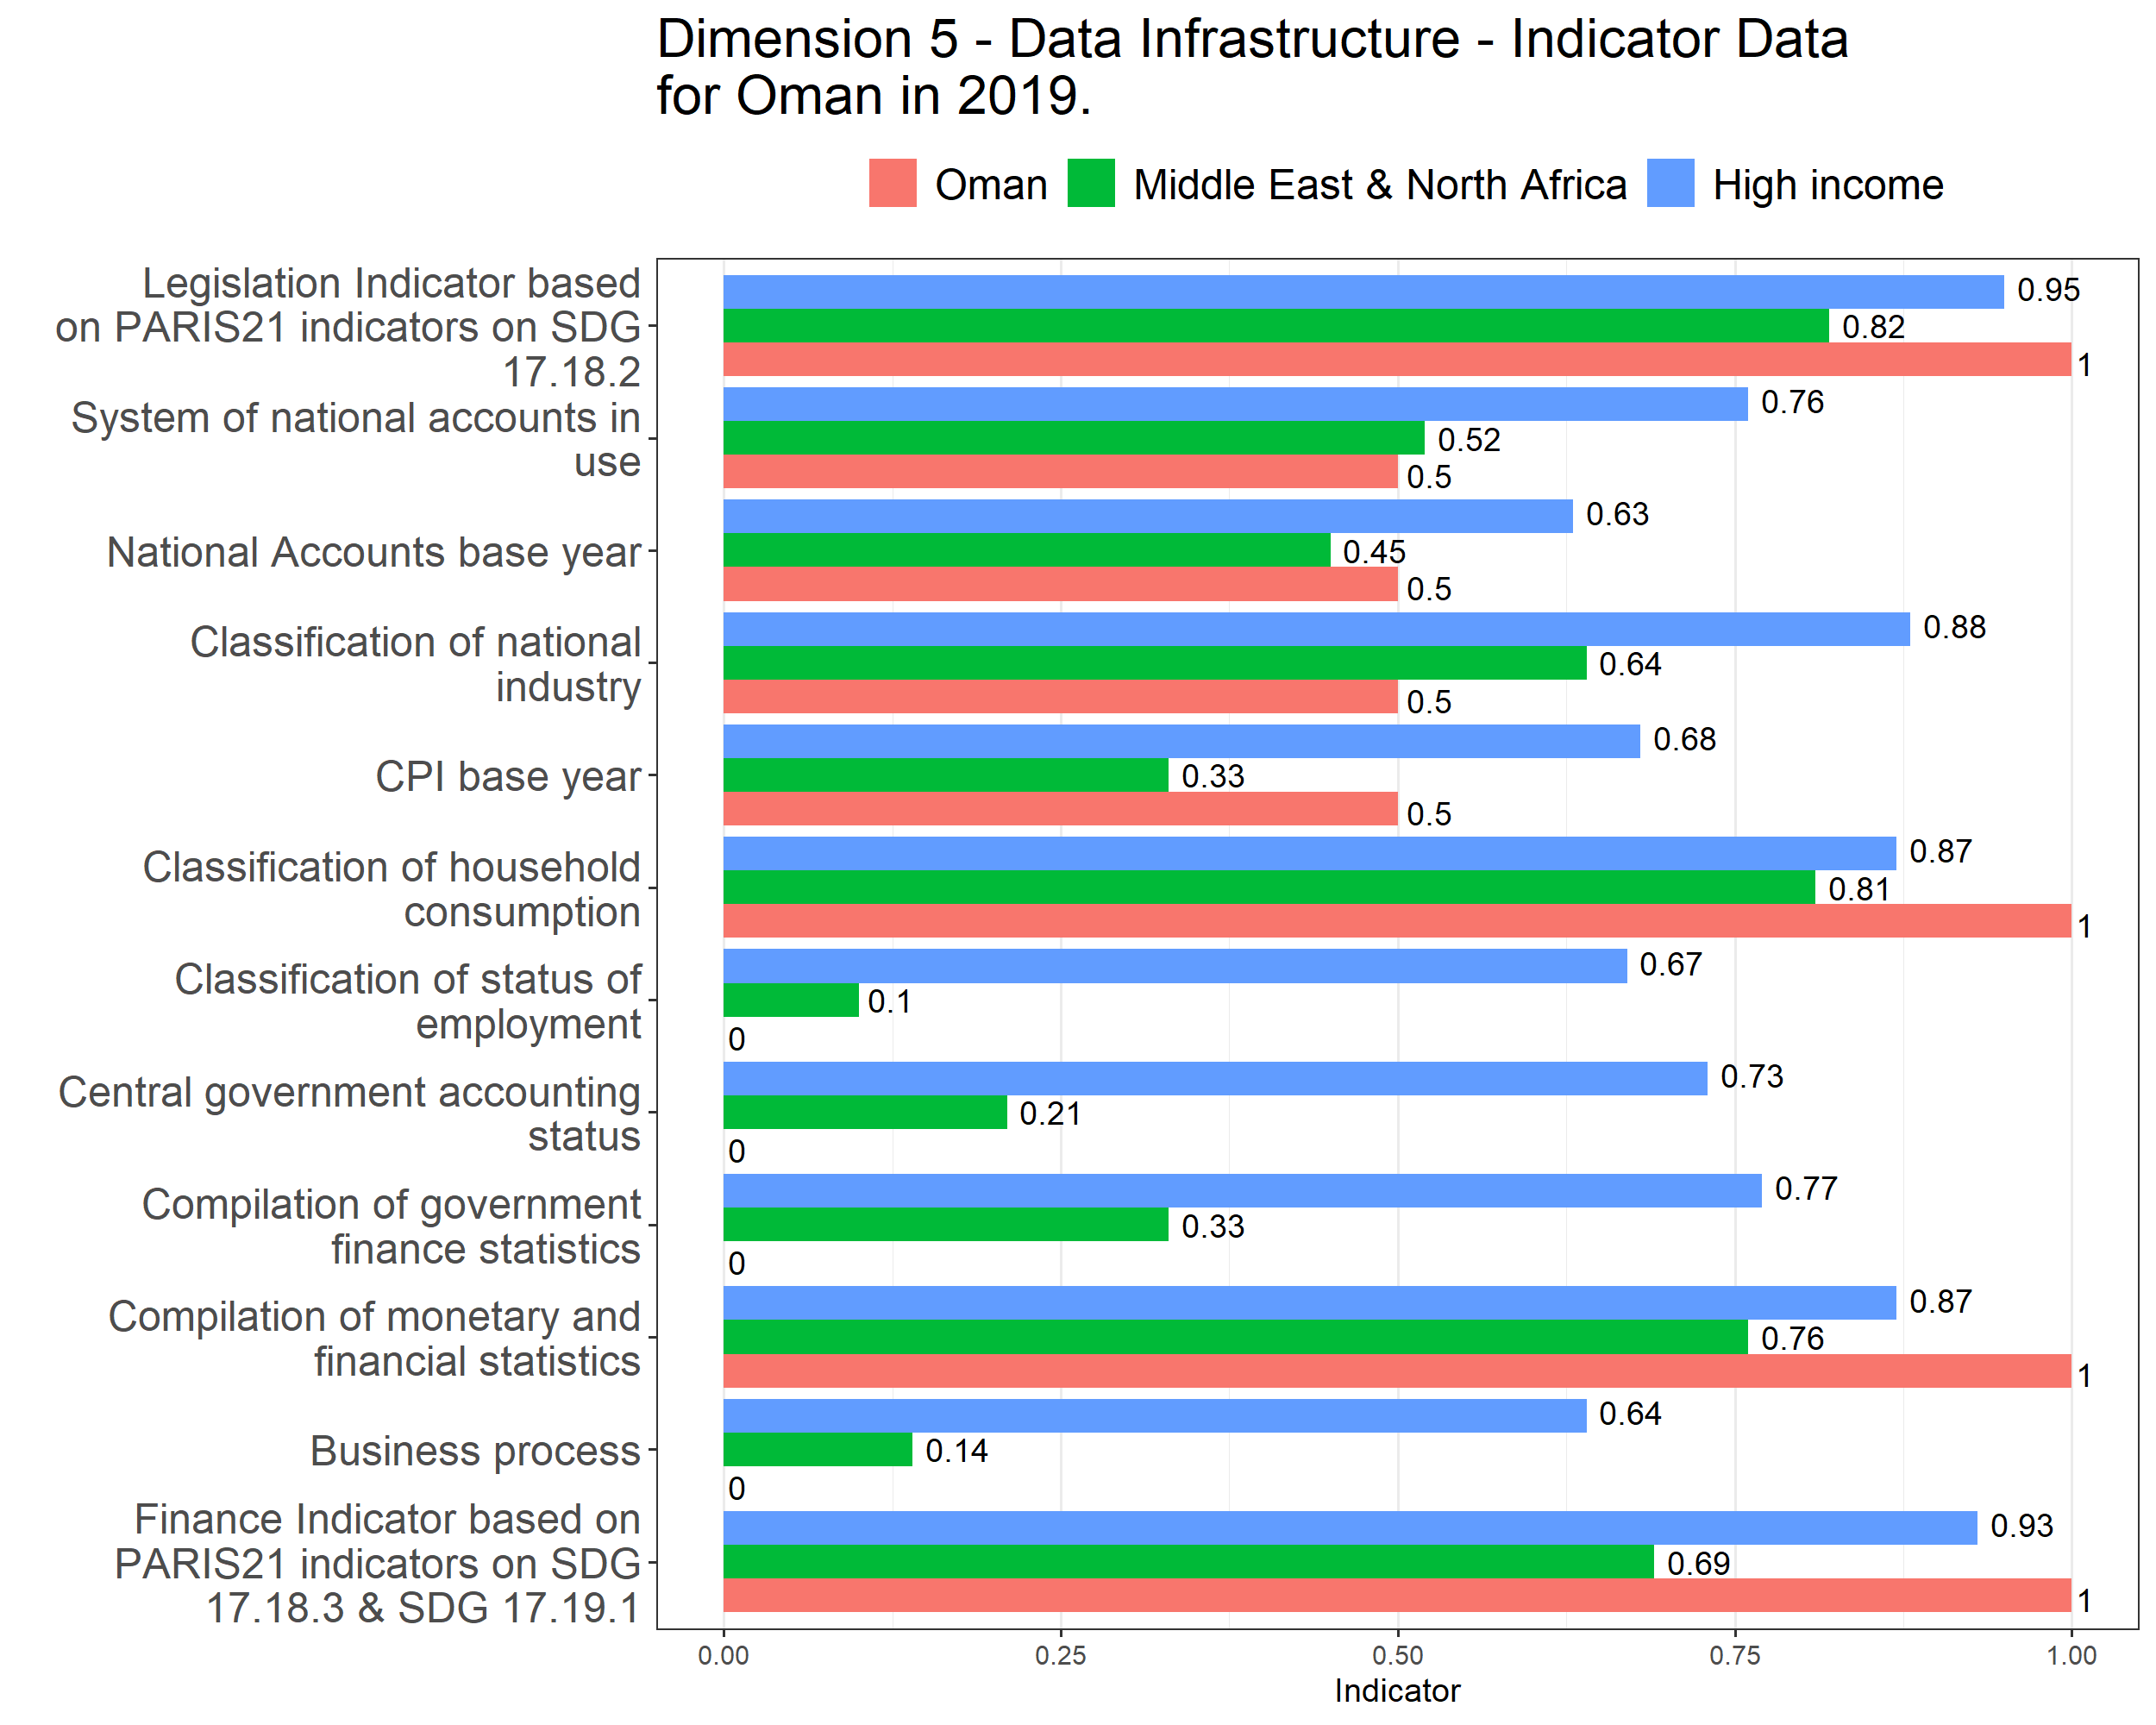 Dimension 5 - Data Infrastructure - Indicator Data
for Oman in 2019.
Oman
Middle East & North Africa
High income
Legislation Indicator based
on PARIS21 indicators on SDG
17.18.2
0.95
0.82
1
System of national accounts in
use
0.76
0.52
0.5
National Accounts base year
0.63
0.45
0.5
Classification of national
industry
0.88
0.64
0.5
CPI base year
0.68
0.33
0.5
Classification of household
consumption
0.87
0.81
1
Classification of status of
employment
0.67
0.1
0
Central government accounting
status
0.73
0.21
0
Compilation of government
finance statistics
0.77
0.33
0
Compilation of monetary and
financial statistics
0.87
0.76
1
Business process
0.64
0.14
0
Finance Indicator based on
PARIS21 indicators on SDG
17.18.3 & SDG 17.19.1
0.93
0.69
1
0.00
0.25
0.50
0.75
1.00
Indicator